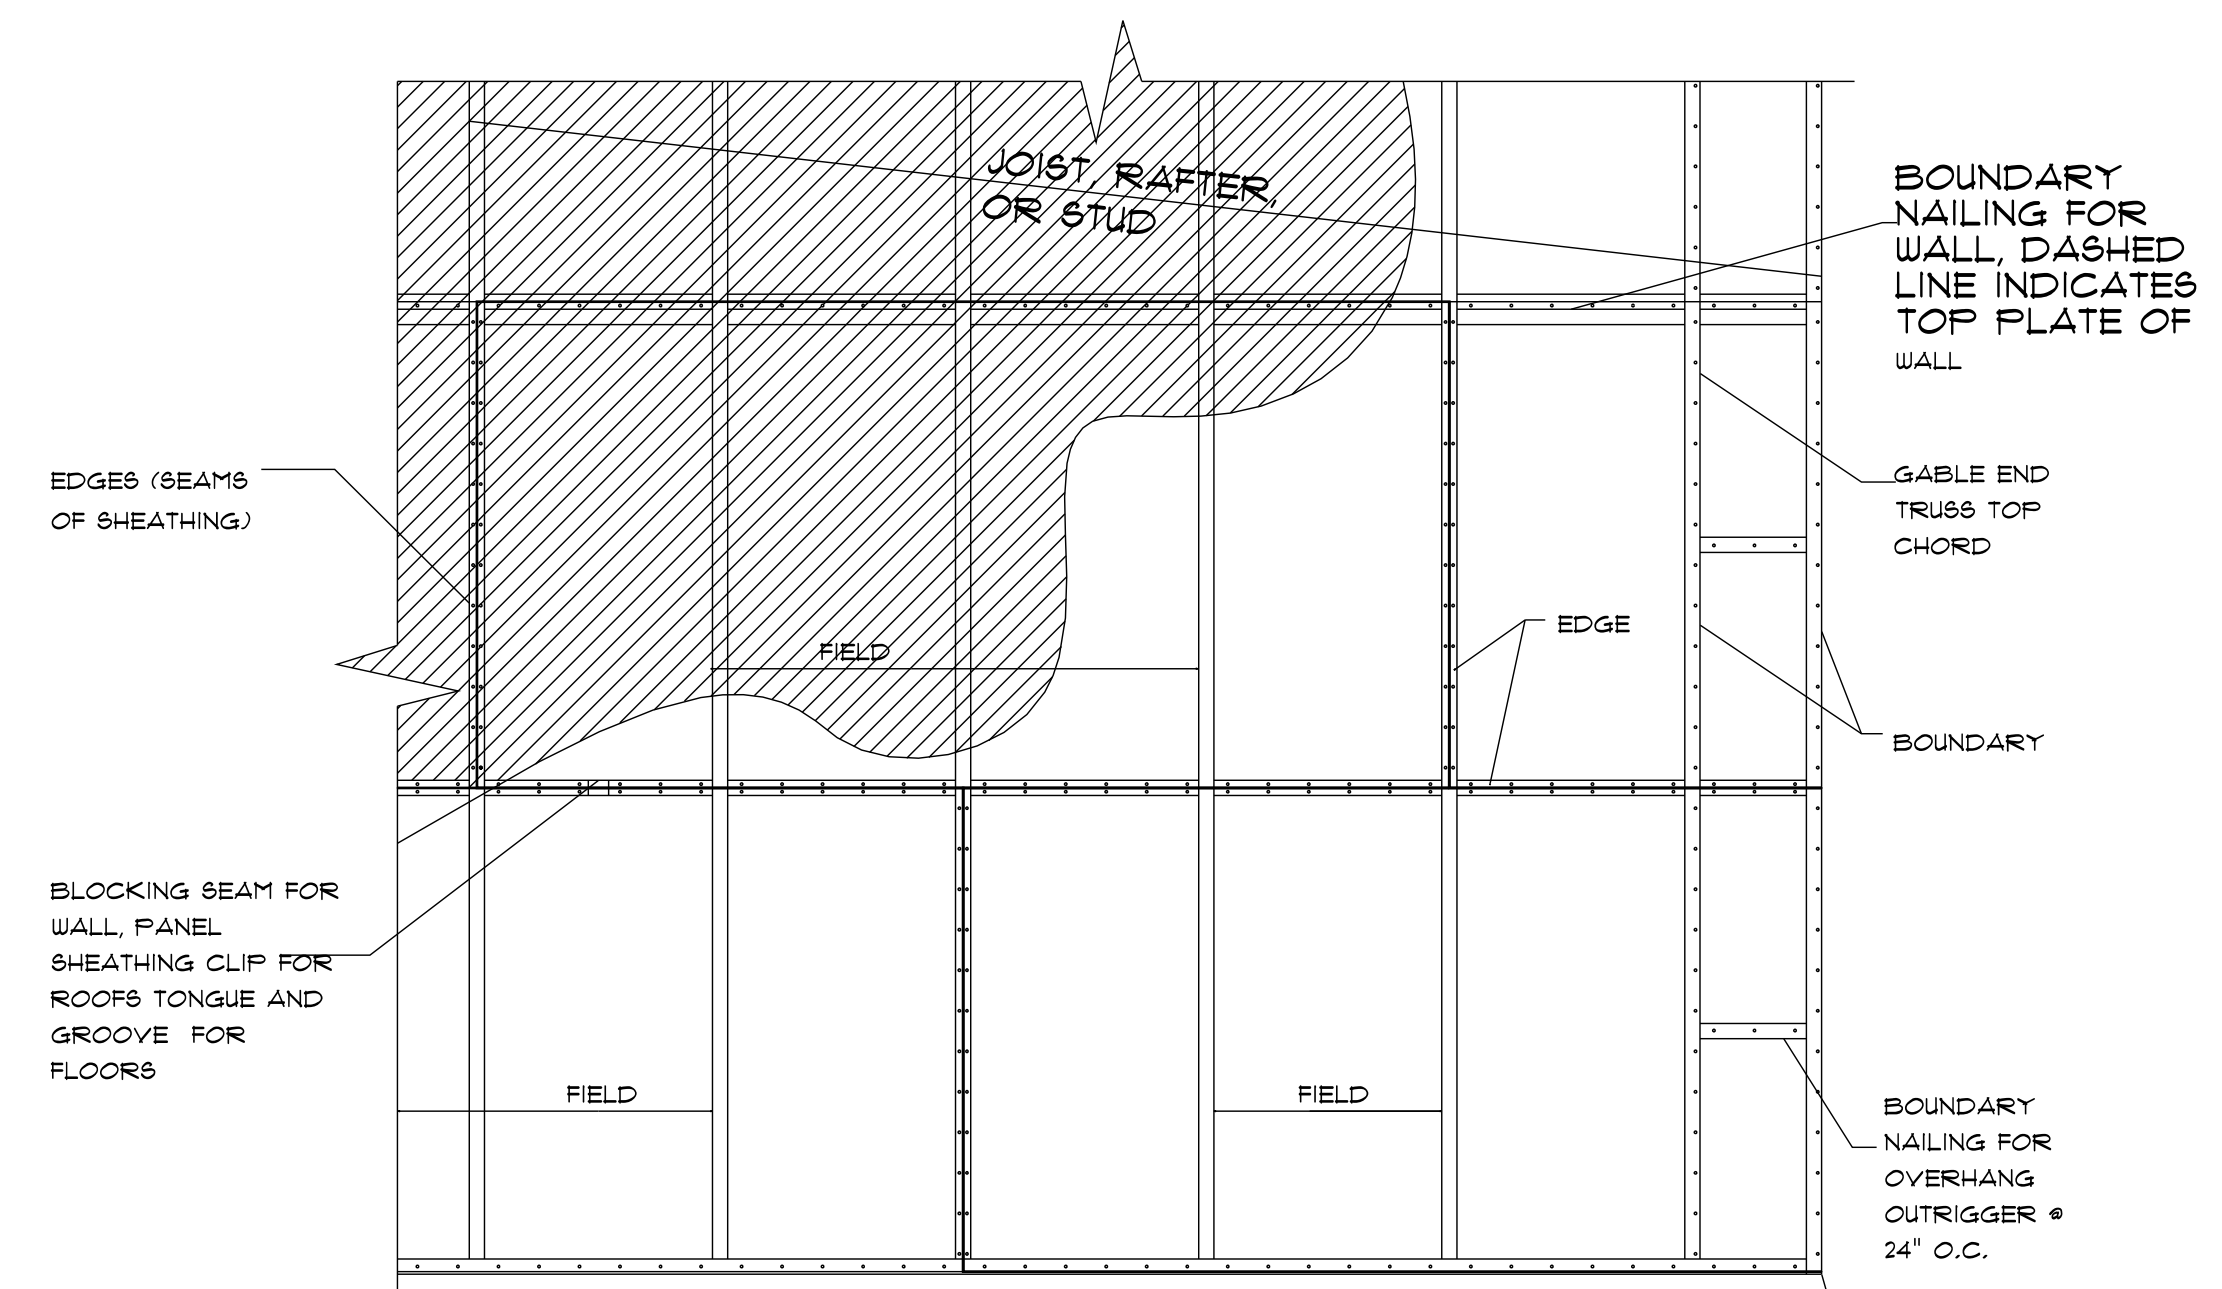 JOIST, RAFTER,
OR STUD
BOUNDARY
NAILING FOR
WALL, DASHED
LINE INDICATES
TOP PLATE OF
WALL
EDGES (SEAMS
OF SHEATHING)
GABLE END
TRUSS TOP
CHORD
EDGE
FIELD
BOUNDARY
BLOCKING SEAM FOR
WALL, PANEL
SHEATHING CLIP FOR
ROOFS TONGUE AND
GROOVE FOR
FLOORS
FIELD
FIELD
BOUNDARY
NAILING FOR
OVERHANG
OUTRIGGER @
24" O.C.